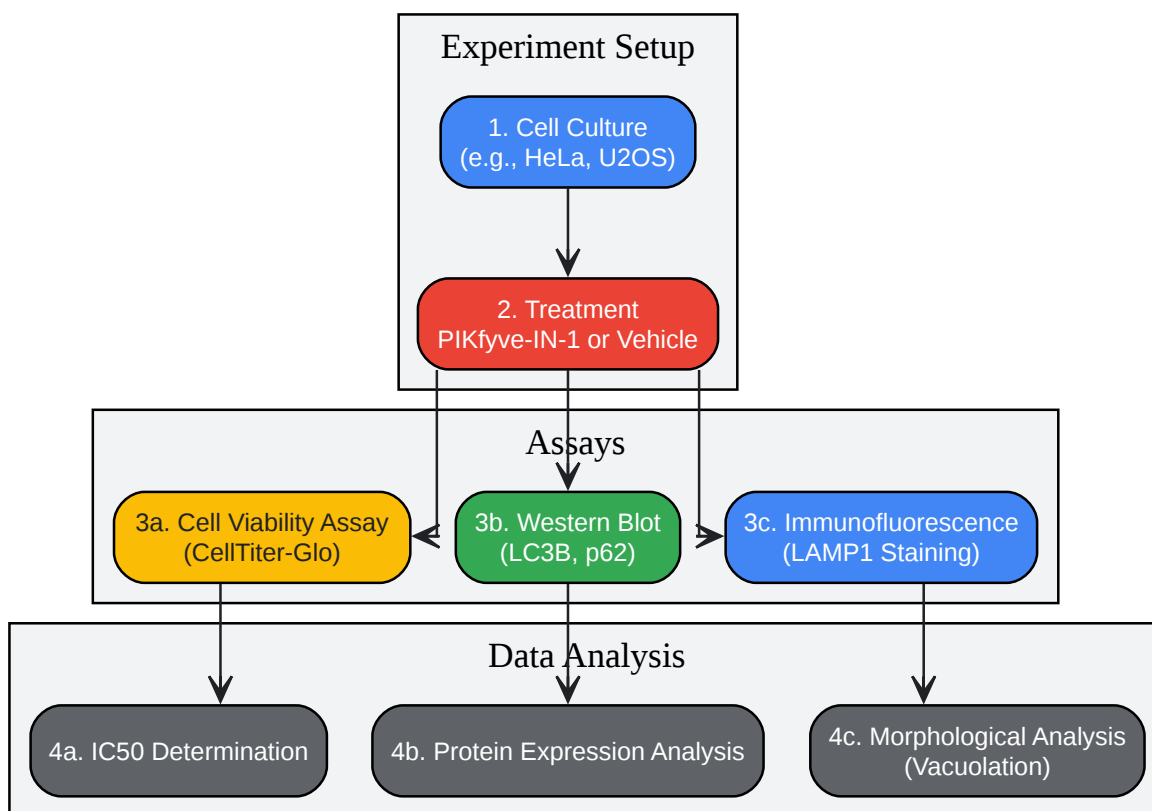 Experiment Setup
1. Cell Culture
(e.g., HeLa, U2OS)
2. Treatment
PIKfyve-IN-1 or Vehicle
Assays
3a. Cell Viability Assay
(CellTiter-Glo)
3b. Western Blot
(LC3B, p62)
3c. Immunofluorescence
(LAMP1 Staining)
Data Analysis
4a. IC50 Determination
4b. Protein Expression Analysis
4c. Morphological Analysis
(Vacuolation)